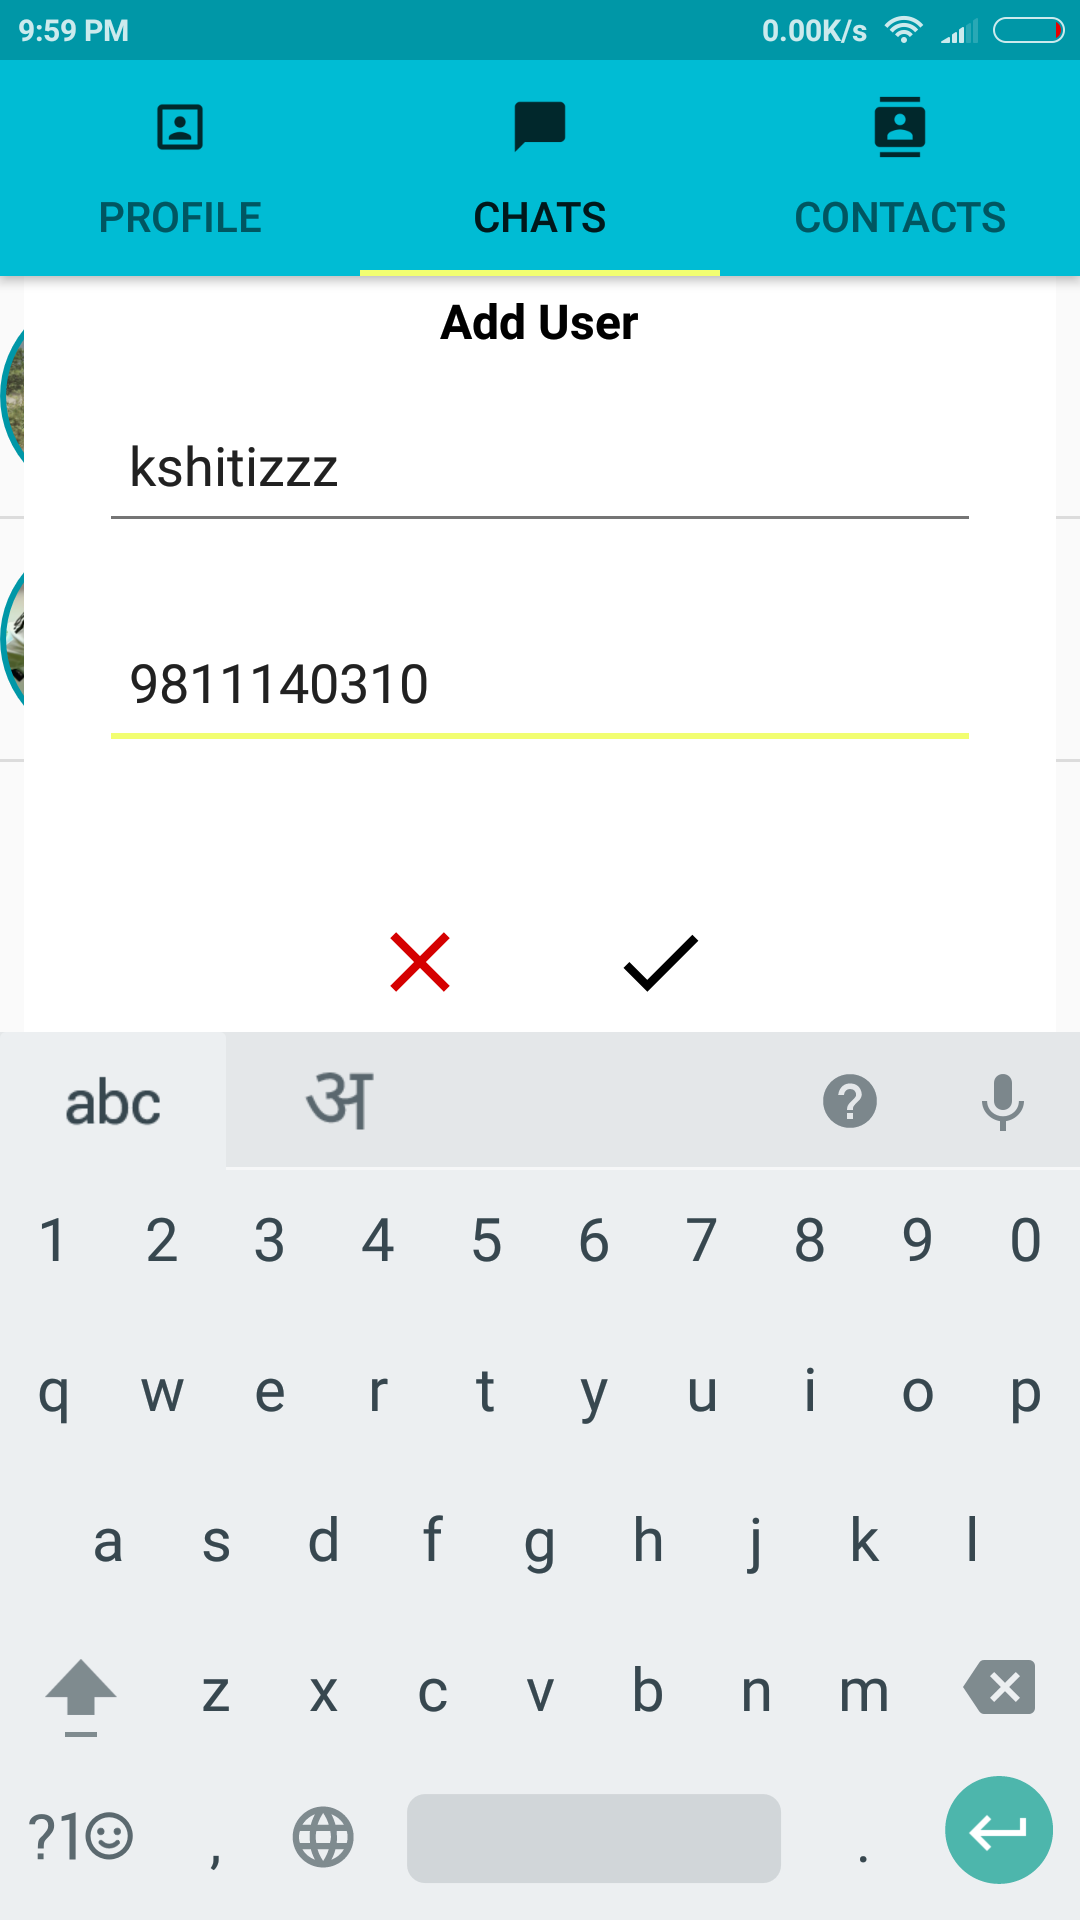 9:59 PM 0.00K/s
PROFILE CHATS CONTACTS
Add User
kshitizzz
9811140310
abc अ ?
1 2 3 4 5 6 7 8 9 0
q w e r t y u i o p
a s d f g h j k l
z x c v b n m
?1☺ , .